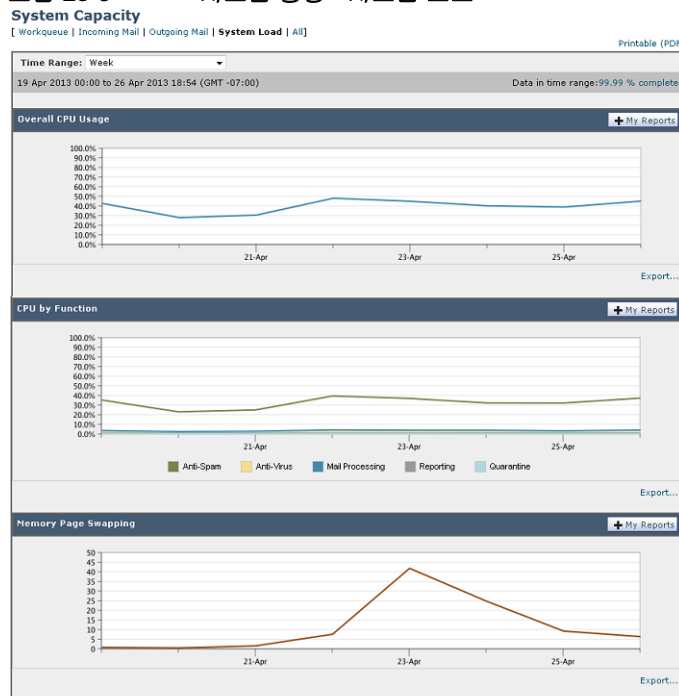 System Capacity
[ Workqueue | Incoming Mail | Outgoing Mail | System Load | All]
Printable (PDF
Time Range: Week
19 Apr 2013 00:00 to 26 Apr 2013 18:54 (GMT -07:00) Data in time range:99.99 % complete
Overall CPU Usage My Reports
100.0%
90.0%
80.0%
70.0%
60.0%
50.0%
40.0%
30.0%
20.0%
10.0%
0.0%
21-Apr 23-Apr 25-Apr
Export...
CPU by Function My Reports
100.0%
90.0%
80.0%
70.0%
60.0%
50.0%
40.0%
30.0%
20.0%
10.0%
0.0%
21-Apr 23-Apr 25-Apr
Anti-Spam Anti-Virus Mail Processing Reporting Quarantine
Export...
Memory Page Swapping My Reports
50
45
40
35
30
25
20
15
10
5
0
21-Apr 23-Apr 25-Apr
Export...